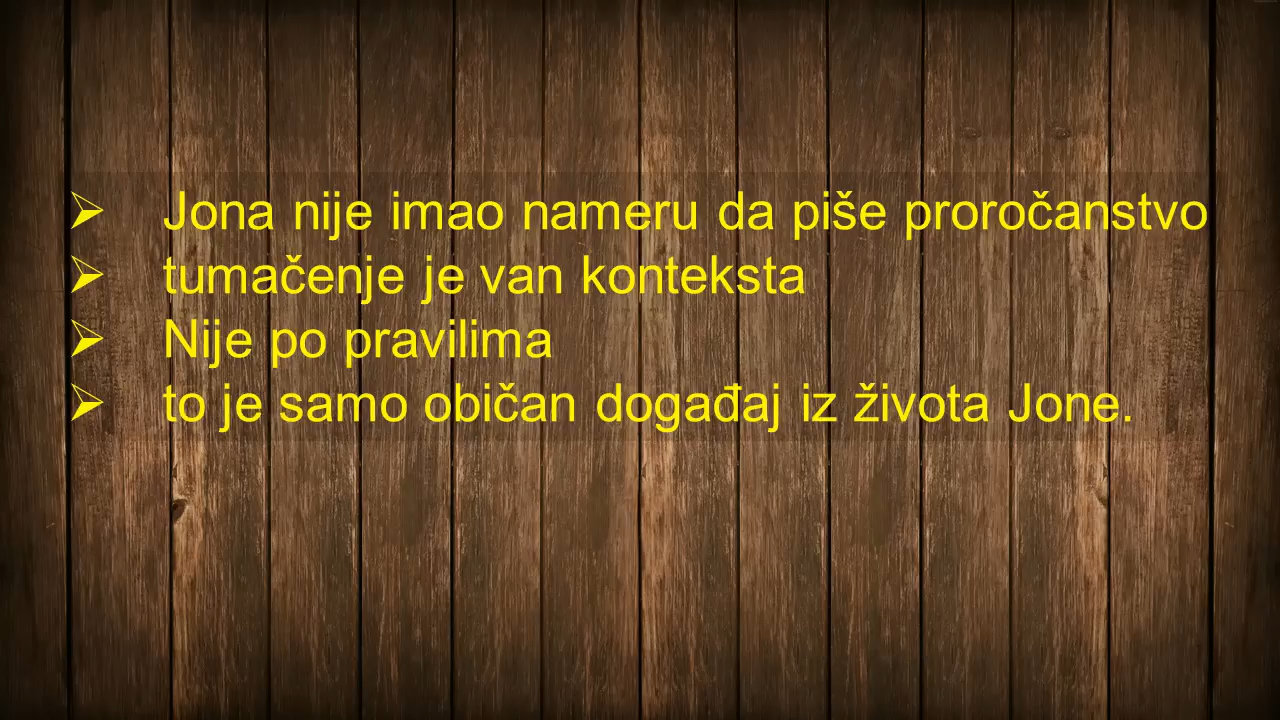 ➢ Jona nije imao nameru da piše proročanstvo
➢ tumačenje je van konteksta
➢ Nije po pravilima
➢ to je samo običan događaj iz života Jone.